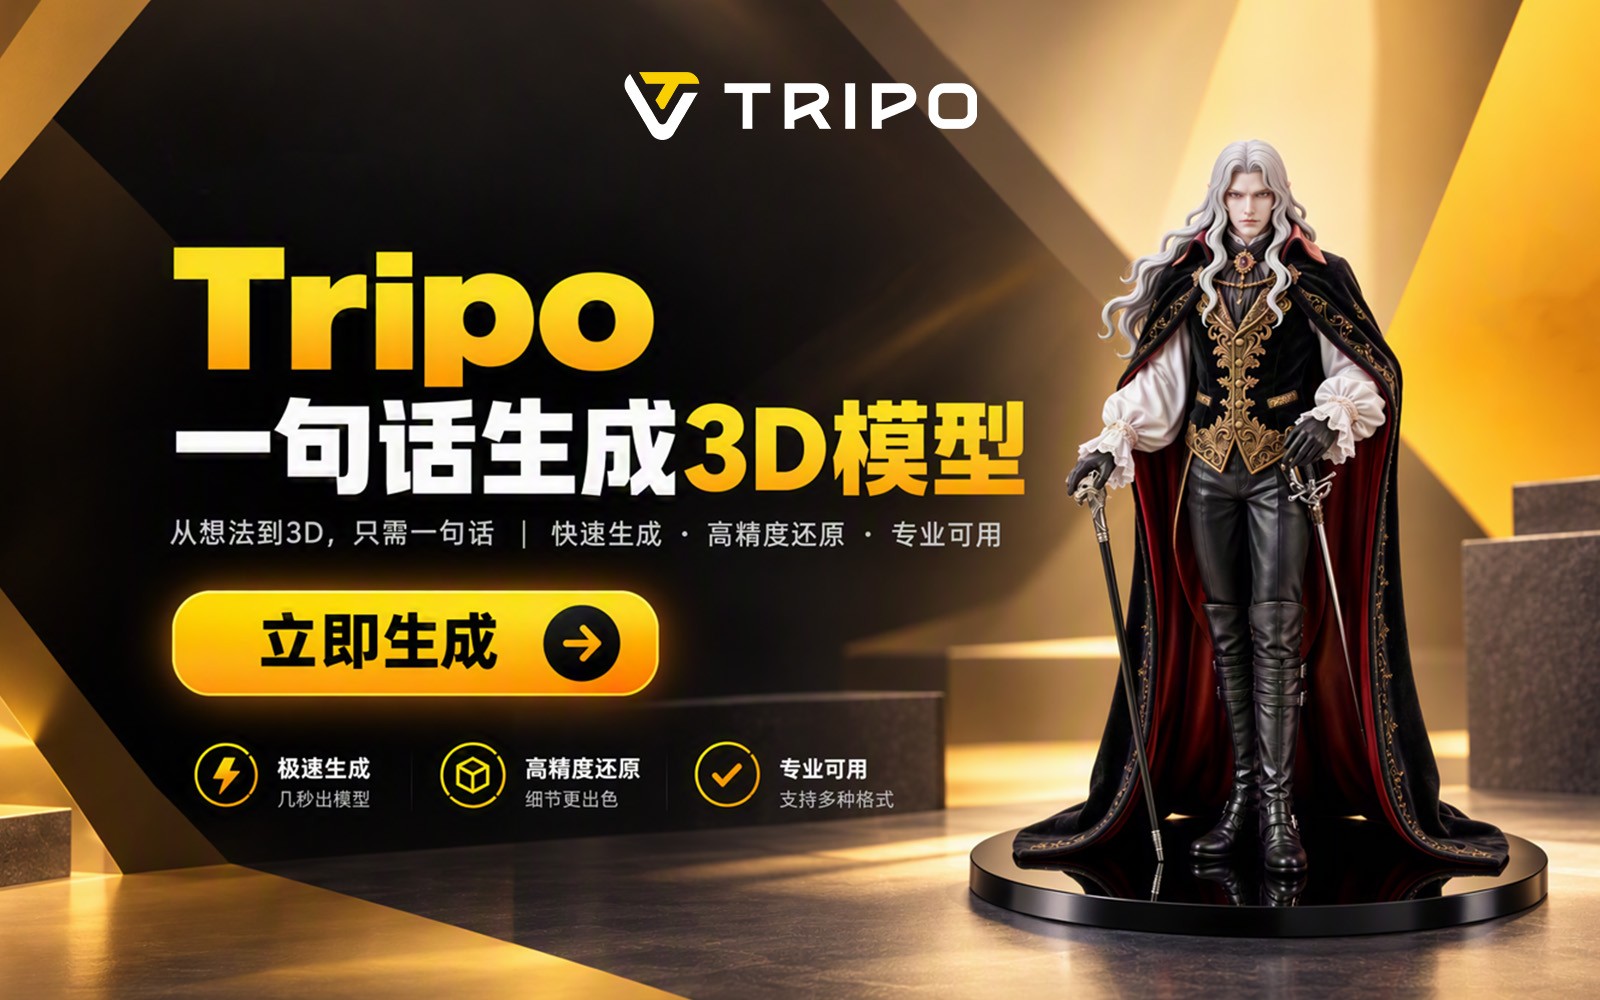 TRIPO
Tripo
一句话生成3D模型
从想法到3D，只需一句话 | 快速生成 · 高精度还原 · 专业可用
立即生成
极速生成
几秒出模型
高精度还原
细节更出色
专业可用
支持多种格式